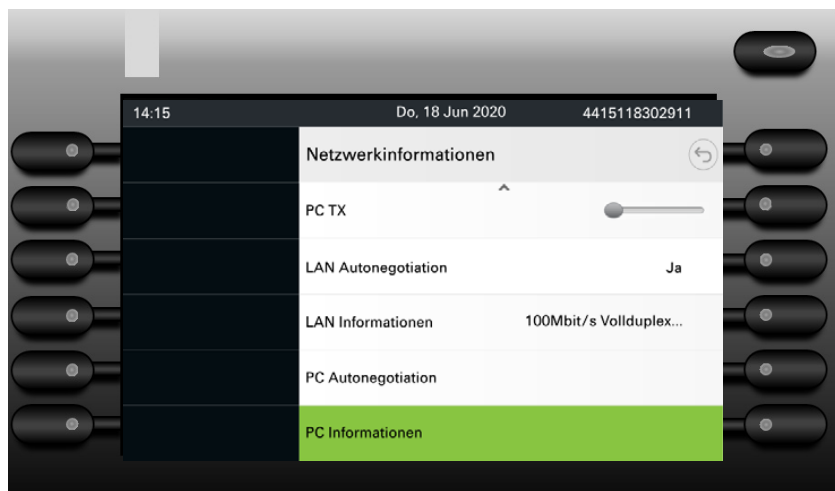 14:15 Do, 18 Jun 2020 4415118302911
Netzwerkinformationen
PC TX
LAN Autonegotiation Ja
LAN Informationen 100Mbit/s Vollduplex...
PC Autonegotiation
PC Informationen